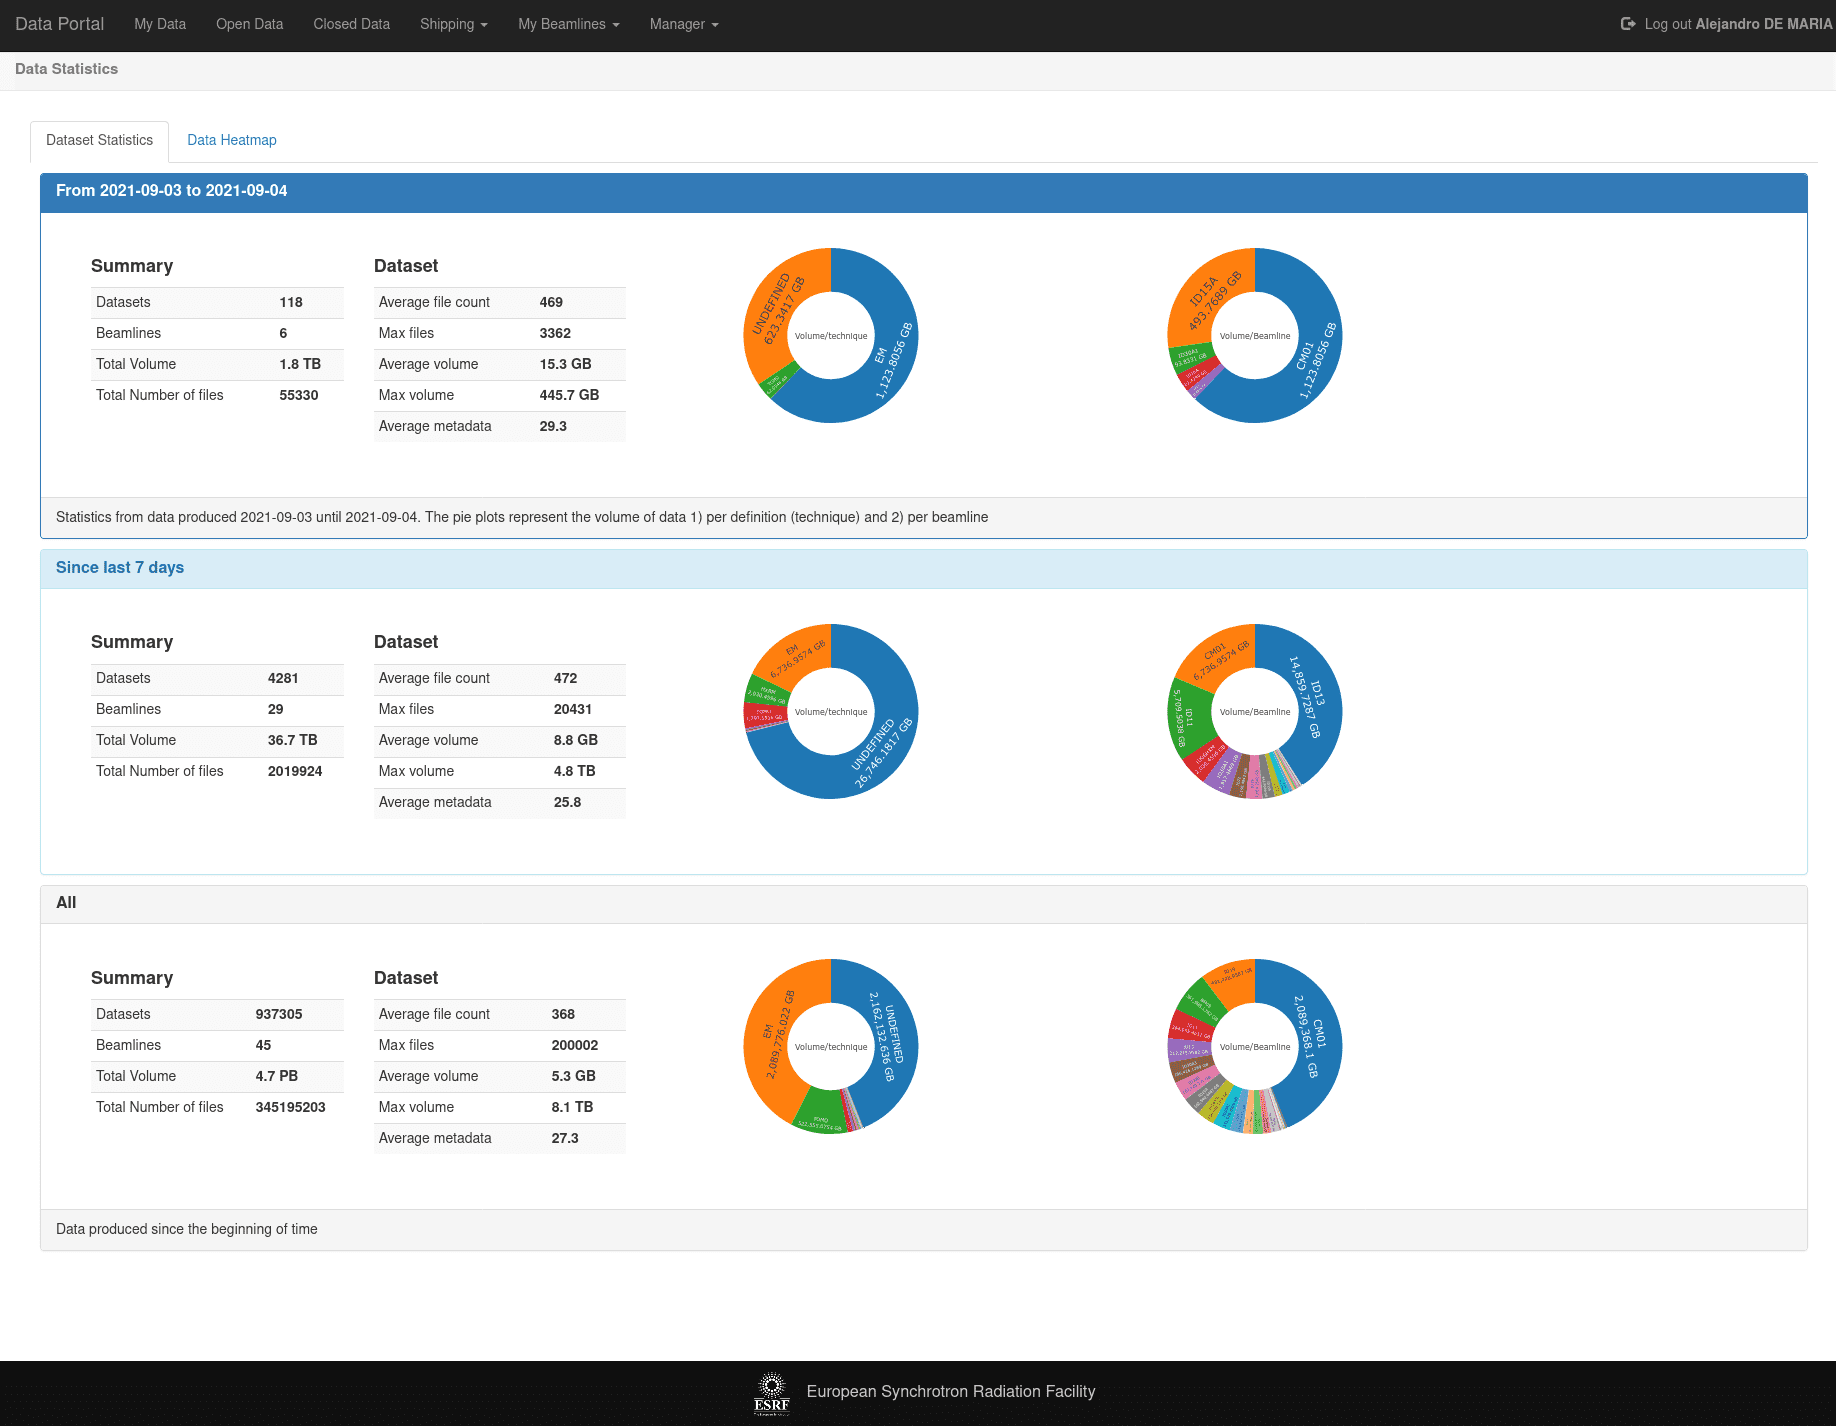 Data Portal My Data Open Data Closed Data Shipping My Beamlines Manager Log out Alejandro DE MARIA
Data Statistics
Dataset Statistics Data Heatmap
From 2021-09-03 to 2021-09-04
Summary
Datasets 118
Beamlines 6
Total Volume 1.8 TB
Total Number of files 55330
Dataset
Average file count 469
Max files 3362
Average volume 15.3 GB
Max volume 445.7 GB
Average metadata 29.3
UNDEFINED
623.3417 GB
Volume/technique
EM
1,123.8056 GB
ID15A
493.7689 GB
Volume/Beamline
CM01
1,123.8056 GB
Statistics from data produced 2021-09-03 until 2021-09-04. The pie plots represent the volume of data 1) per definition (technique) and 2) per beamline
Since last 7 days
Summary
Datasets 4281
Beamlines 29
Total Volume 36.7 TB
Total Number of files 2019924
Dataset
Average file count 472
Max files 20431
Average volume 8.8 GB
Max volume 4.8 TB
Average metadata 25.8
EM
6,736.9574 GB
Volume/technique
UNDEFINED
26,746.1817 GB
CM01
6,736.9574 GB
ID11
5,709.5038 GB
Volume/Beamline
ID13
14,859.7287 GB
All
Summary
Datasets 937305
Beamlines 45
Total Volume 4.7 PB
Total Number of files 345195203
Dataset
Average file count 368
Max files 200002
Average volume 5.3 GB
Max volume 8.1 TB
Average metadata 27.3
EM
2,089,776.022 GB
Volume/technique
UNDEFINED
2,162,132.636 GB
Volume/Beamline
CM01
2,089,368.1 GB
Data produced since the beginning of time
ESRF
European Synchrotron Radiation Facility